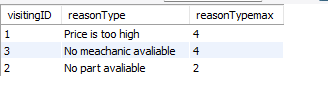 visitingID reasonType reasonTypemax
1 Price is too high 4
3 No meachanic avaliable 4
2 No part avaliable 2